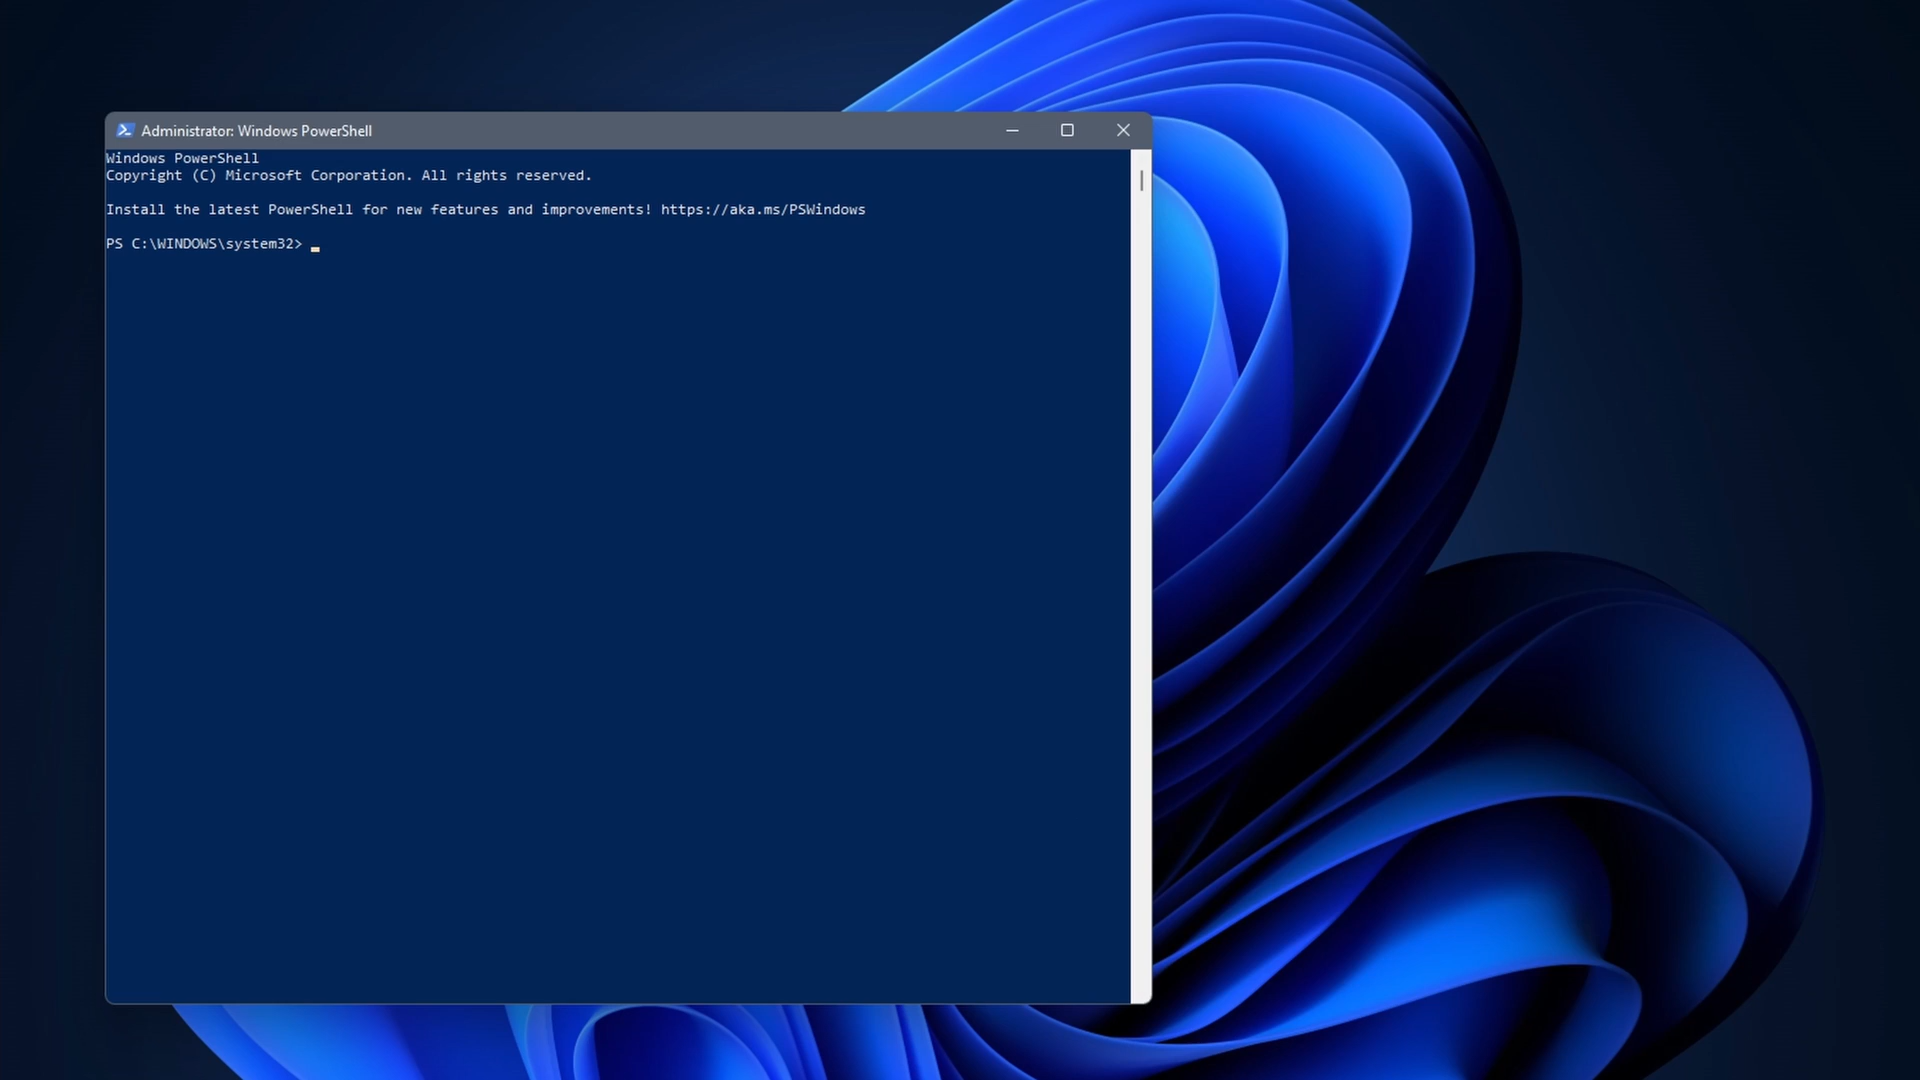 Administrator: Windows PowerShell
Windows PowerShell
Copyright (C) Microsoft Corporation. All rights reserved.
Install the latest PowerShell for new features and improvements! https://aka.ms/PSWindows
PS C:\WINDOWS\system32> _